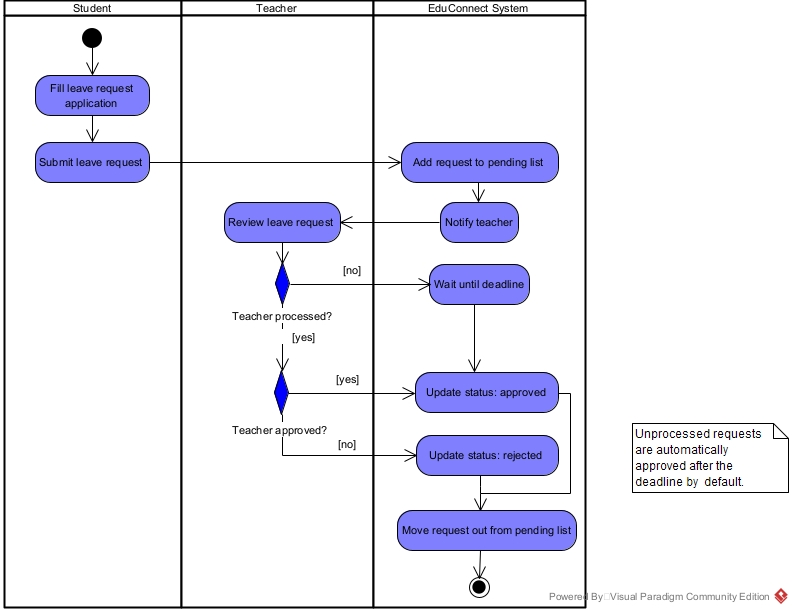 Student
Teacher
EduConnect System
Fill leave request
application
Submit leave request
Add request to pending list
Review leave request
Notify teacher
[no]
Wait until deadline
Teacher processed?
[yes]
[yes]
Update status: approved
Teacher approved?
[no]
Update status: rejected
Unprocessed requests
are automatically
approved after the
deadline by default.
Move request out from pending list
Powered By Visual Paradigm Community Edition